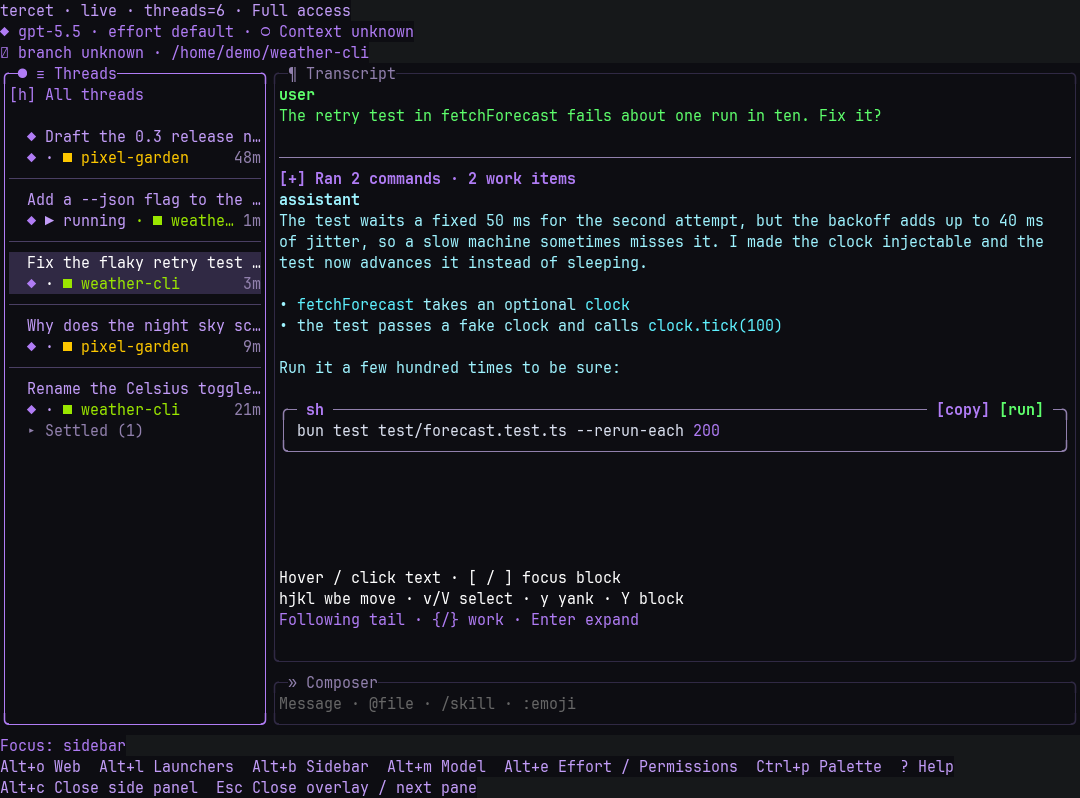 tercet · live · threads=6 · Full access
◆ gpt-5.5 · effort default · Context unknown
branch unknown · /home/demo/weather-cli
● ≡ Threads
[h] All threads
◆ Draft the 0.3 release n…
◆ · ■ pixel-garden 48m
Add a --json flag to the …
◆ ▶ running · ■ weathe… 1m
Fix the flaky retry test …
◆ · ■ weather-cli 3m
Why does the night sky sc…
◆ · ■ pixel-garden 9m
Rename the Celsius toggle…
◆ · ■ weather-cli 21m
▸ Settled (1)
¶ Transcript
user
The retry test in fetchForecast fails about one run in ten. Fix it?
[+] Ran 2 commands · 2 work items
assistant
The test waits a fixed 50 ms for the second attempt, but the backoff adds up to 40 ms
of jitter, so a slow machine sometimes misses it. I made the clock injectable and the
test now advances it instead of sleeping.
• fetchForecast takes an optional clock
• the test passes a fake clock and calls clock.tick(100)
Run it a few hundred times to be sure:
sh [copy] [run]
bun test test/forecast.test.ts --rerun-each 200
Hover / click text · [ / ] focus block
hjkl wbe move · v/V select · y yank · Y block
Following tail · {/} work · Enter expand
» Composer
Message · @file · /skill · :emoji
Focus: sidebar
Alt+o Web Alt+l Launchers Alt+b Sidebar Alt+m Model Alt+e Effort / Permissions Ctrl+p Palette ? Help
Alt+c Close side panel Esc Close overlay / next pane